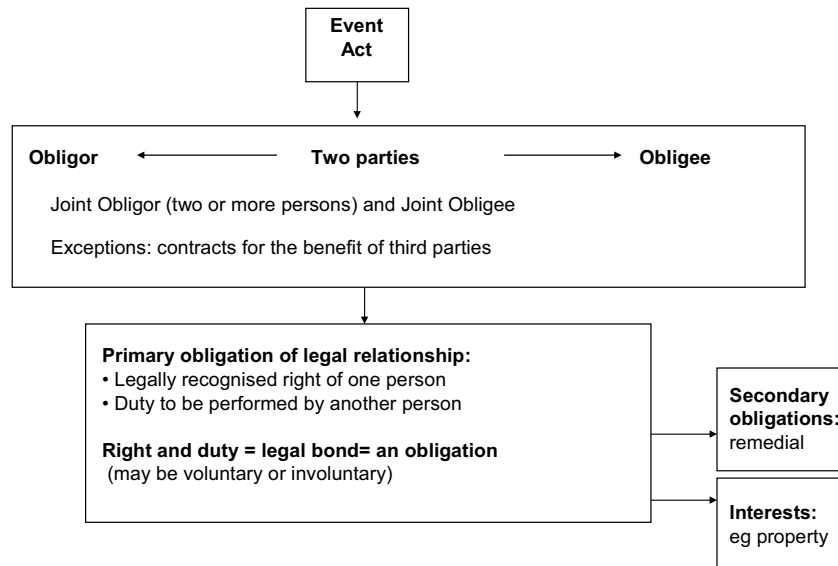 Event
Act
Obligor Two parties Obligee
Joint Obligor (two or more persons) and Joint Obligee
Exceptions: contracts for the benefit of third parties
Primary obligation of legal relationship:
• Legally recognised right of one person
• Duty to be performed by another person
Right and duty = legal bond= an obligation
(may be voluntary or involuntary)
Secondary
obligations:
remedial
Interests:
eg property